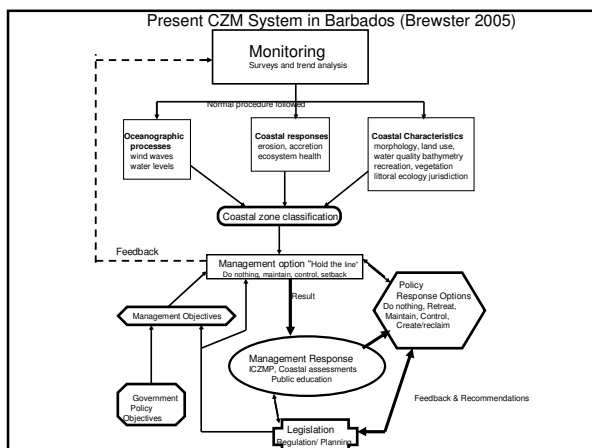 Present CZM System in Barbados (Brewster 2005)
Monitoring
Surveys and trend analysis
Normal procedure followed
Oceanographic
processes
wind waves
water levels
Coastal responses
erosion, accretion
ecosystem health
Coastal Characteristics
morphology, land use,
water quality bathymetry
recreation, vegetation
littoral ecology jurisdiction
Coastal zone classification
Feedback
Management option "Hold the line"
Do nothing, maintain, control, setback
Result
Policy
Response Options
Do nothing, Retreat,
Maintain, Control,
Create/reclaim
Management Objectives
Management Response
ICZMP, Coastal assessments
Public education
Government
Policy
Objectives
Feedback & Recommendations
Legislation
Regulation/ Planning